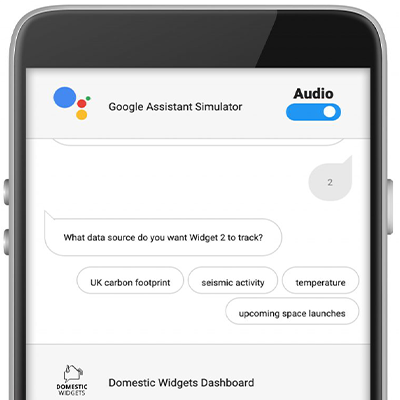 Google Assistant Simulator
Audio
2
What data source do you want Widget 2 to track?
UK carbon footprint
seismic activity
temperature
upcoming space launches
DOMESTIC
WIDGETS
Domestic Widgets Dashboard